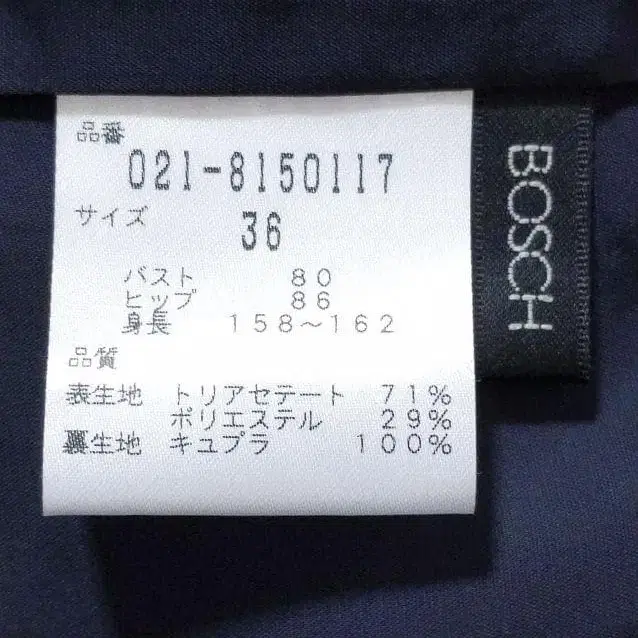 品番
021-8150117
サイズ 36
バスト 80
ヒップ 86
身長 158〜162
品質
表生地 トリアセテート 71%
ポリエステル 29%
裏生地 キュプラ 100%
BOSCH